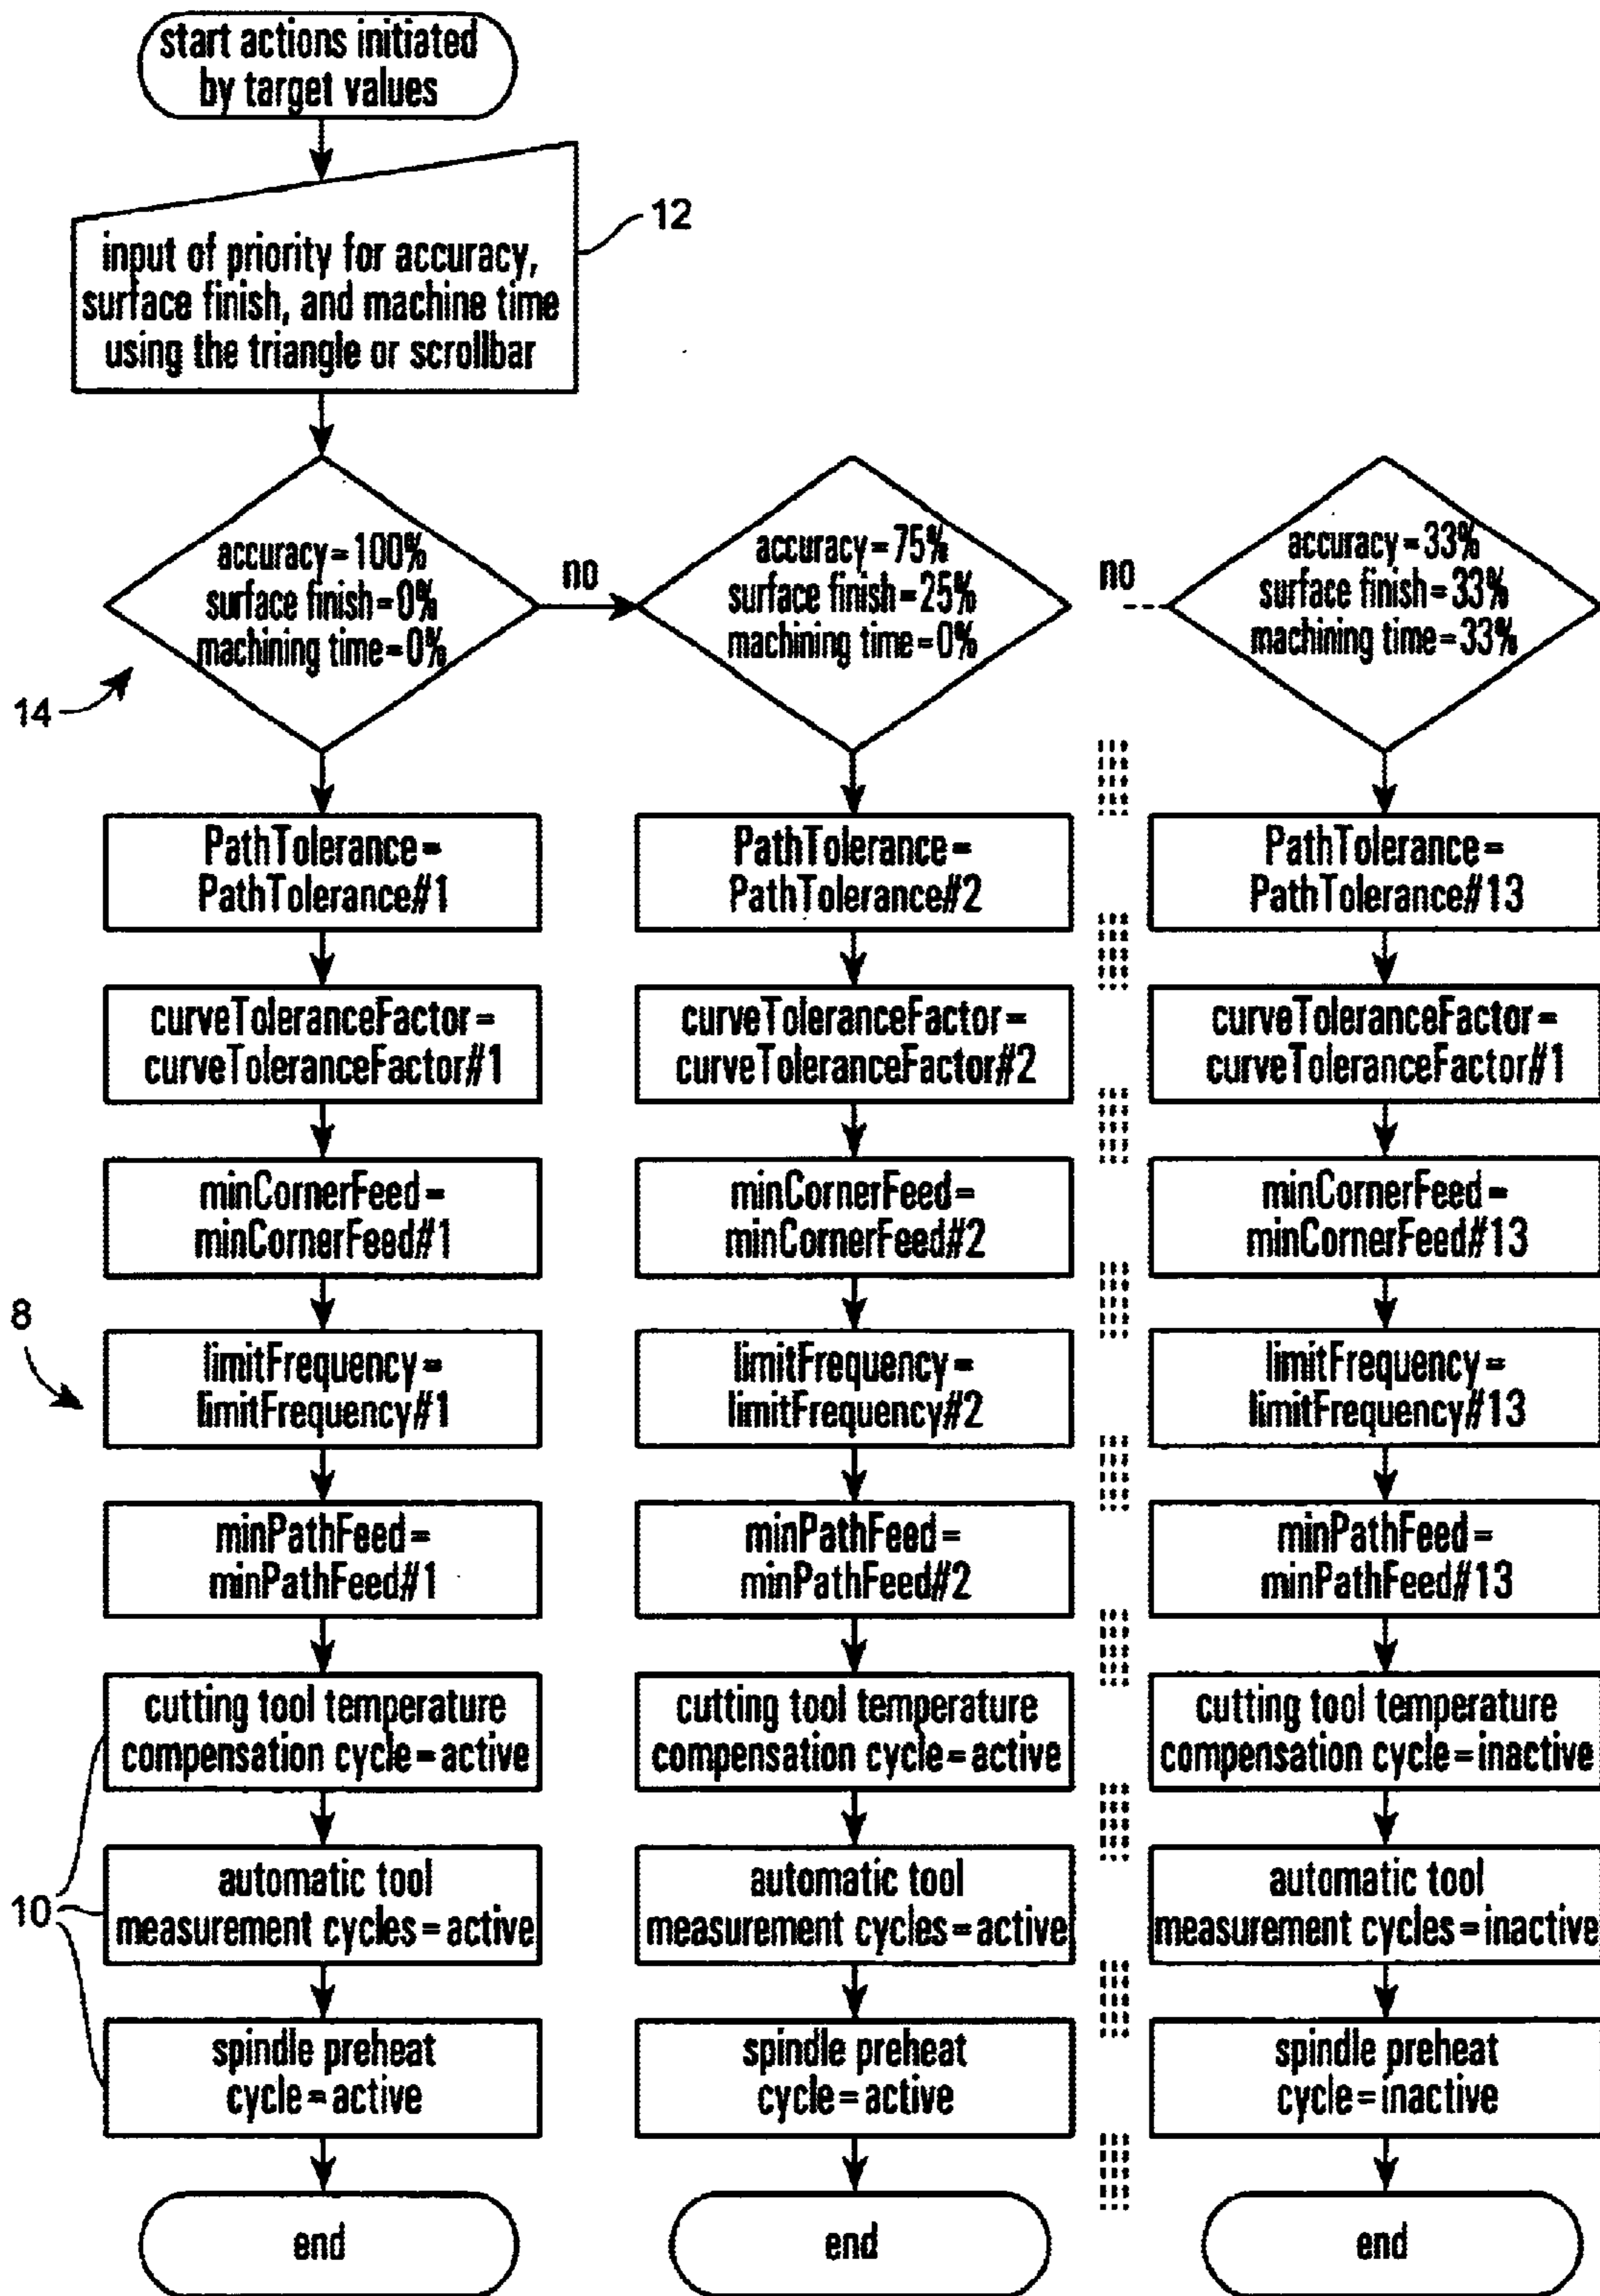 start actions initiated
by target values
12
input of priority for accuracy,
surface finish, and machine time
using the triangle or scrollbar
accuracy=100%
surface finish=0%
machining time=0%
no
accuracy=75%
surface finish=25%
machining time=0%
no
accuracy=33%
surface finish=33%
machining time=33%
14
PathTolerance=
PathTolerance#1
PathTolerance=
PathTolerance#2
PathTolerance=
PathTolerance#13
curveToleranceFactor=
curveToleranceFactor#1
curveToleranceFactor=
curveToleranceFactor#2
curveToleranceFactor=
curveToleranceFactor#1
minCornerFeed=
minCornerFeed#1
minCornerFeed=
minCornerFeed#2
minCornerFeed=
minCornerFeed#13
8
limitFrequency=
limitFrequency#1
limitFrequency=
limitFrequency#2
limitFrequency=
limitFrequency#13
minPathFeed=
minPathFeed#1
minPathFeed=
minPathFeed#2
minPathFeed=
minPathFeed#13
cutting tool temperature
compensation cycle=active
cutting tool temperature
compensation cycle=active
cutting tool temperature
compensation cycle=inactive
10
automatic tool
measurement cycles=active
automatic tool
measurement cycles=active
automatic tool
measurement cycles=inactive
spindle preheat
cycle=active
spindle preheat
cycle=active
spindle preheat
cycle=inactive
end
end
end